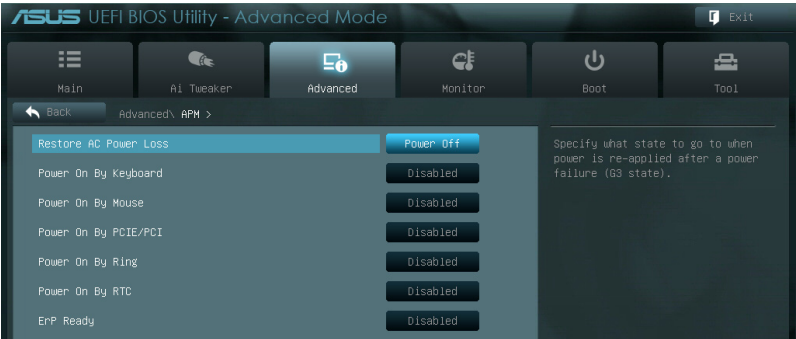 ASUS UEFI BIOS Utility - Advanced Mode
Exit
Main
Ai Tweaker
Advanced
Monitor
Boot
Tool
Back
Advanced\ APM >
Restore AC Power Loss
Power Off
Power On By Keyboard
Disabled
Power On By Mouse
Disabled
Power On By PCIE/PCI
Disabled
Power On By Ring
Disabled
Power On By RTC
Disabled
ErP Ready
Disabled
Specify what state to go to when
power is re-applied after a power
failure (G3 state).